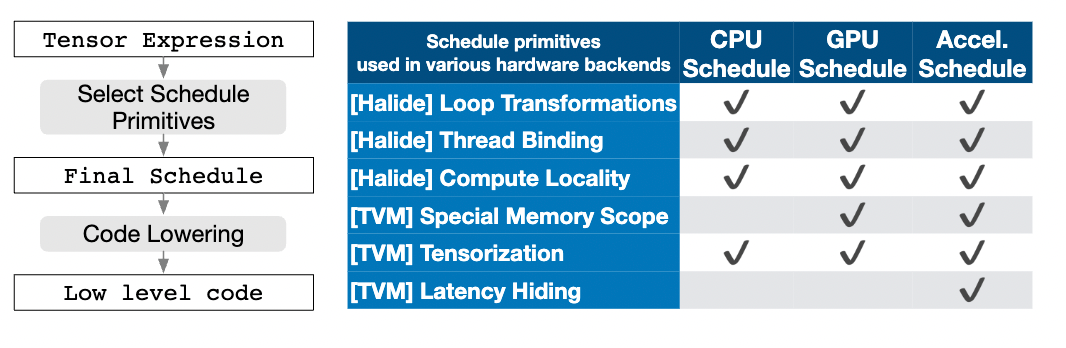 Tensor Expression
Select Schedule
Primitives
Final Schedule
Code Lowering
Low level code
Schedule primitives
used in various hardware backends
CPU
Schedule
GPU
Schedule
Accel.
Schedule
[Halide] Loop Transformations ✔ ✔ ✔
[Halide] Thread Binding ✔ ✔ ✔
[Halide] Compute Locality ✔ ✔ ✔
[TVM] Special Memory Scope ✔ ✔
[TVM] Tensorization ✔ ✔ ✔
[TVM] Latency Hiding ✔